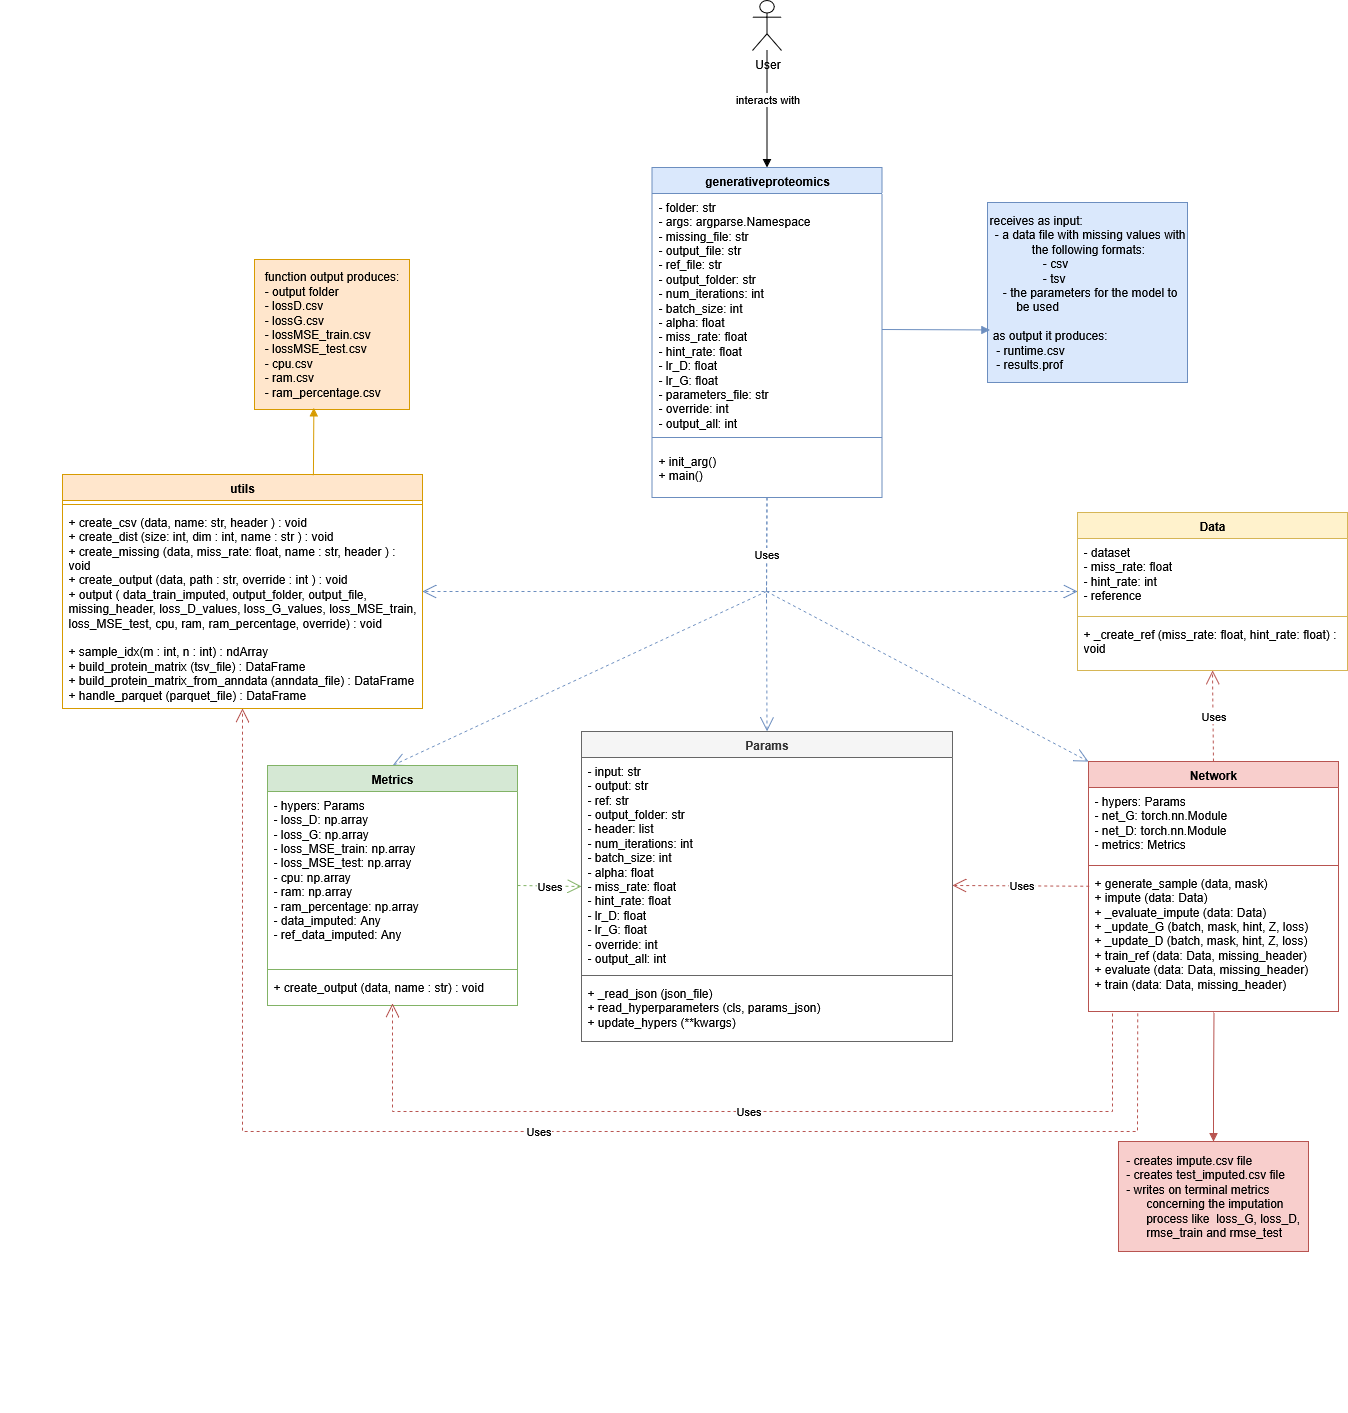 User
interacts with
generativeproteomics
- folder: str
- args: argparse.Namespace
- missing_file: str
- output_file: str
- ref_file: str
- output_folder: str
- num_iterations: int
- batch_size: int
- alpha: float
- miss_rate: float
- hint_rate: float
- lr_D: float
- lr_G: float
- parameters_file: str
- override: int
- output_all: int
+ init_arg()
+ main()
receives as input:
- a data file with missing values with
the following formats:
- csv
- tsv
- the parameters for the model to
be used
as output it produces:
- runtime.csv
- results.prof
function output produces:
- output folder
- lossD.csv
- lossG.csv
- lossMSE_train.csv
- lossMSE_test.csv
- cpu.csv
- ram.csv
- ram_percentage.csv
utils
+ create_csv (data, name: str, header ) : void
+ create_dist (size: int, dim : int, name : str ) : void
+ create_missing (data, miss_rate: float, name : str, header ) :
void
+ create_output (data, path : str, override : int ) : void
+ output ( data_train_imputed, output_folder, output_file,
missing_header, loss_D_values, loss_G_values, loss_MSE_train,
loss_MSE_test, cpu, ram, ram_percentage, override) : void
+ sample_idx(m : int, n : int) : ndArray
+ build_protein_matrix (tsv_file) : DataFrame
+ build_protein_matrix_from_anndata (anndata_file) : DataFrame
+ handle_parquet (parquet_file) : DataFrame
Uses
Data
- dataset
- miss_rate: float
- hint_rate: int
- reference
+ _create_ref (miss_rate: float, hint_rate: float) :
void
Uses
Metrics
- hypers: Params
- loss_D: np.array
- loss_G: np.array
- loss_MSE_train: np.array
- loss_MSE_test: np.array
- cpu: np.array
- ram: np.array
- ram_percentage: np.array
- data_imputed: Any
- ref_data_imputed: Any
+ create_output (data, name : str) : void
Uses
Params
- input: str
- output: str
- ref: str
- output_folder: str
- header: list
- num_iterations: int
- batch_size: int
- alpha: float
- miss_rate: float
- hint_rate: float
- lr_D: float
- lr_G: float
- override: int
- output_all: int
+ _read_json (json_file)
+ read_hyperparameters (cls, params_json)
+ update_hypers (**kwargs)
Uses
Network
- hypers: Params
- net_G: torch.nn.Module
- net_D: torch.nn.Module
- metrics: Metrics
+ generate_sample (data, mask)
+ impute (data: Data)
+ _evaluate_impute (data: Data)
+ _update_G (batch, mask, hint, Z, loss)
+ _update_D (batch, mask, hint, Z, loss)
+ train_ref (data: Data, missing_header)
+ evaluate (data: Data, missing_header)
+ train (data: Data, missing_header)
Uses
Uses
- creates impute.csv file
- creates test_imputed.csv file
- writes on terminal metrics
concerning the imputation
process like loss_G, loss_D,
rmse_train and rmse_test